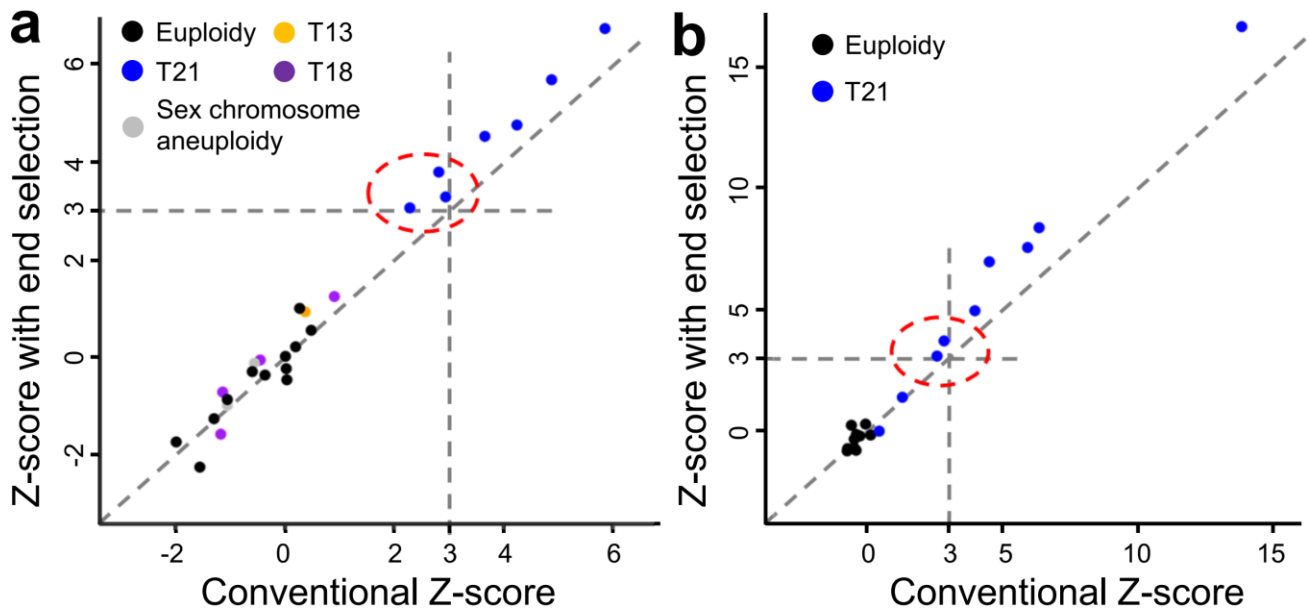 a
Euploidy
T13
T21
T18
Sex chromosome
aneuploidy
Z-score with end selection
6
4
3
2
0
-2
-2
0
2
3
4
6
Conventional Z-score
b
Euploidy
T21
Z-score with end selection
15
10
5
3
0
0
3
5
10
15
Conventional Z-score